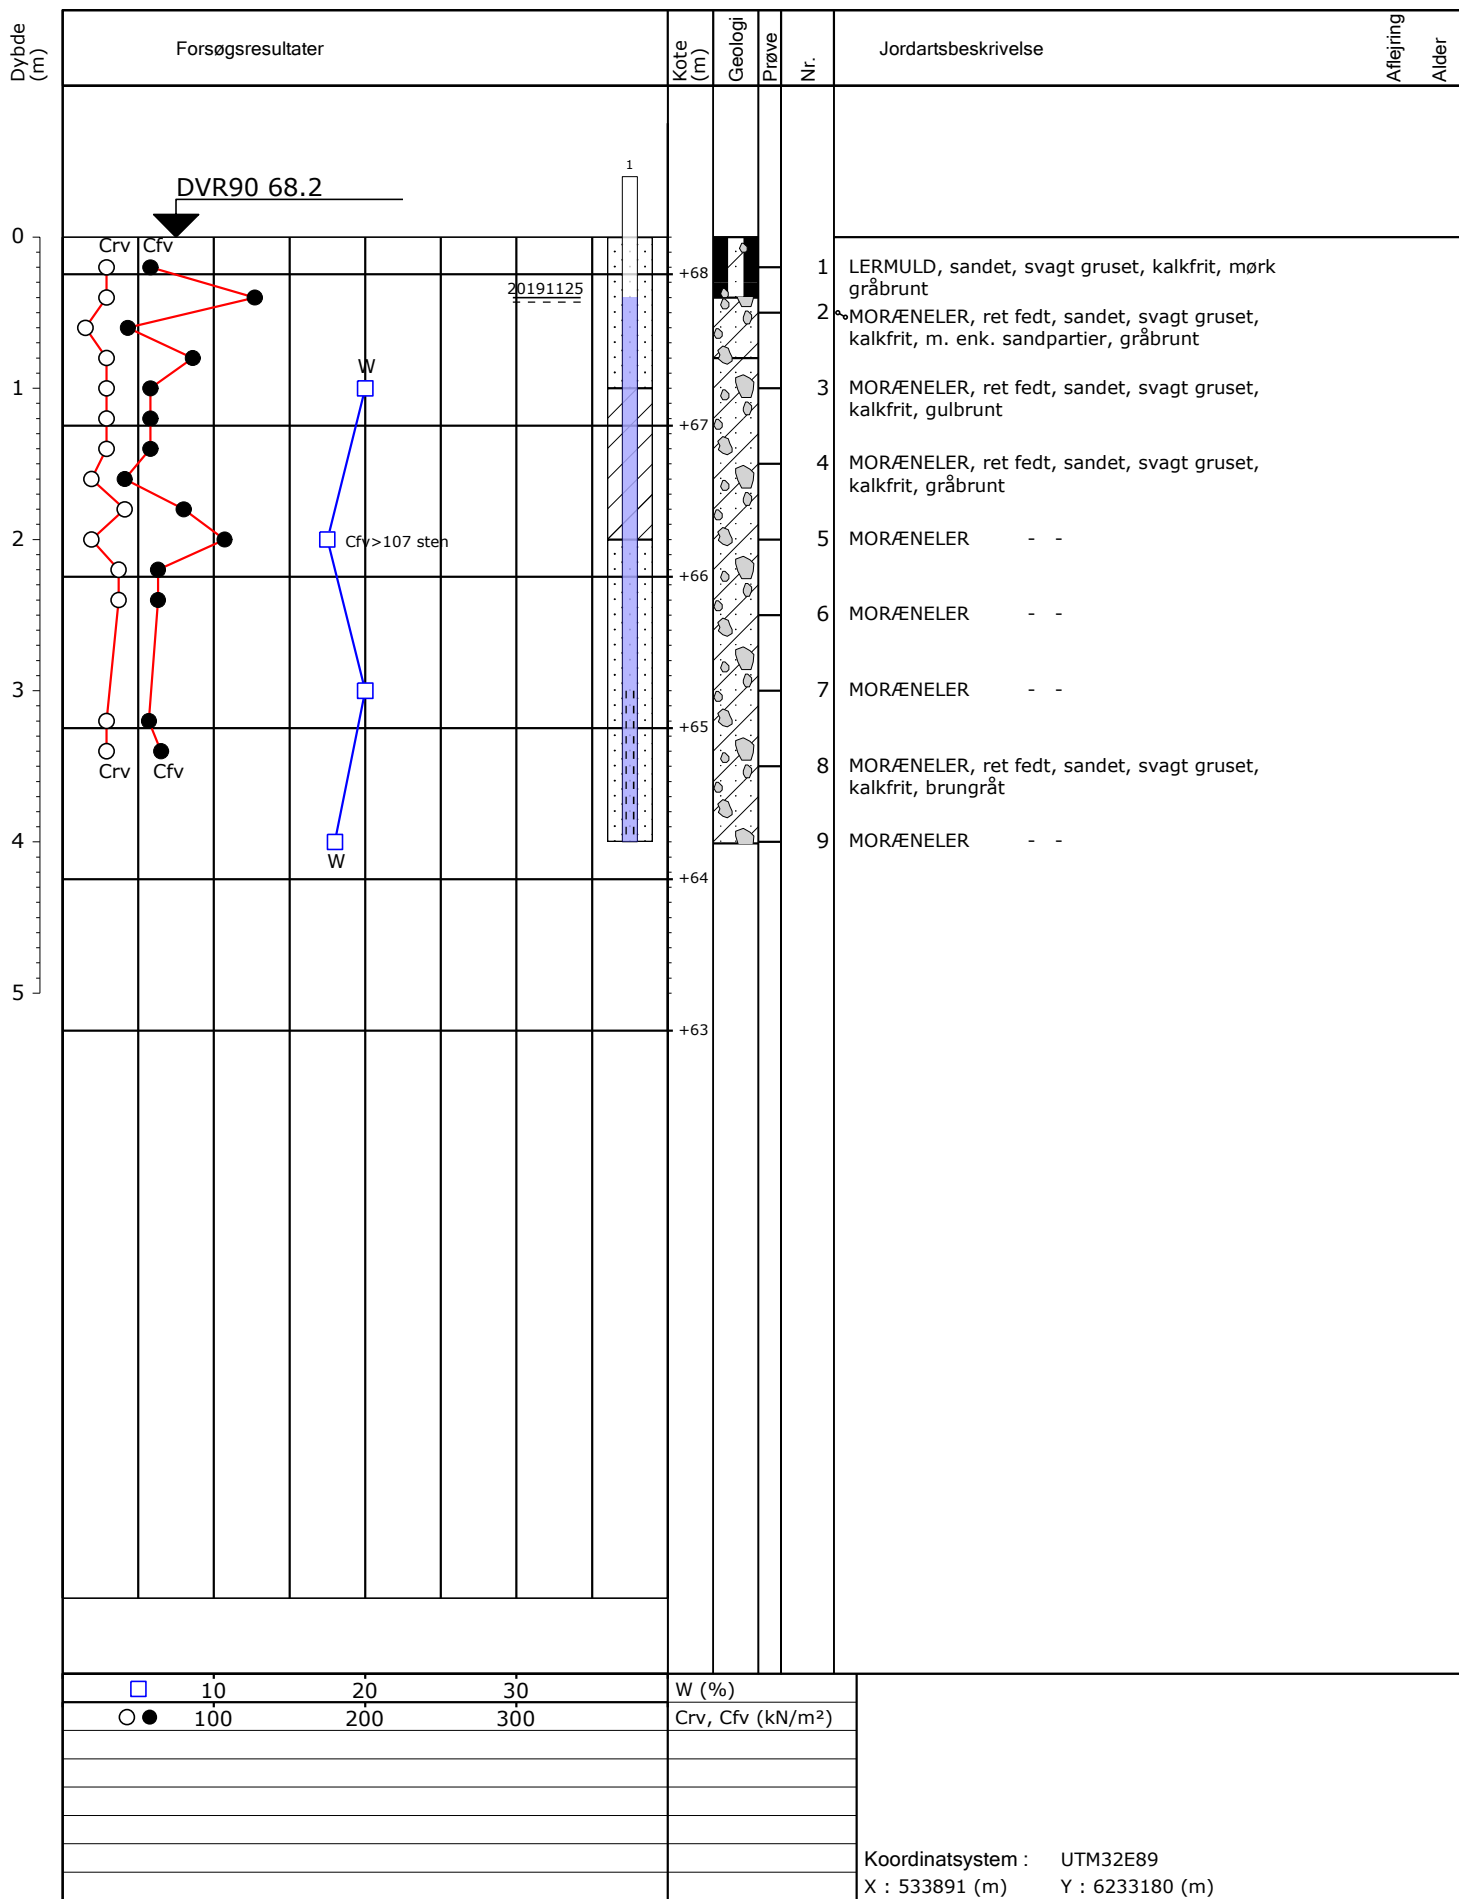 Dybde
(m)
Forsøgsresultater
Kote
(m)
Geologi
Prøve
Nr.
Jordartsbeskrivelse
Aflejring
Alder
1
DVR90 68.2
0
Crv Cfv
+68
1 LERMULD, sandet, svagt gruset, kalkfrit, mørk
gråbrunt
20191125
2 MORÆNELER, ret fedt, sandet, svagt gruset,
kalkfrit, m. enk. sandpartier, gråbrunt
W
1
3 MORÆNELER, ret fedt, sandet, svagt gruset,
kalkfrit, gulbrunt
+67
4 MORÆNELER, ret fedt, sandet, svagt gruset,
kalkfrit, gråbrunt
2
Cfv>107 sten
5 MORÆNELER - -
+66
6 MORÆNELER - -
3
7 MORÆNELER - -
+65
Crv Cfv
8 MORÆNELER, ret fedt, sandet, svagt gruset,
kalkfrit, brungråt
4
9 MORÆNELER - -
W
+64
5
+63
10 20 30 W (%)
100 200 300 Crv, Cfv (kN/m²)
Koordinatsystem : UTM32E89
X : 533891 (m) Y : 6233180 (m)